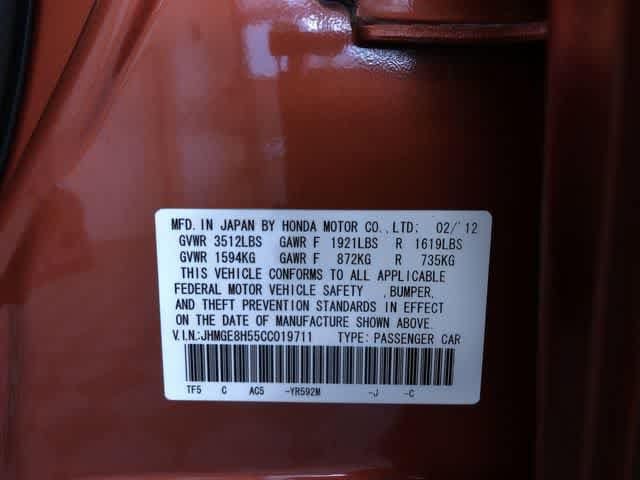 MFD. IN JAPAN BY HONDA MOTOR CO., LTD; 02/'12
GVWR 3512LBS GAWR F 1921LBS R 1619LBS
GVWR 1594KG GAWR F 872KG R 735KG
THIS VEHICLE CONFORMS TO ALL APPLICABLE
FEDERAL MOTOR VEHICLE SAFETY ,BUMPER,
AND THEFT PREVENTION STANDARDS IN EFFECT
ON THE DATE OF MANUFACTURE SHOWN ABOVE.
V.I.N.:JHMGE8H55CC019711 TYPE: PASSENGER CAR
TF5 C AC5 -YR592M -J -C